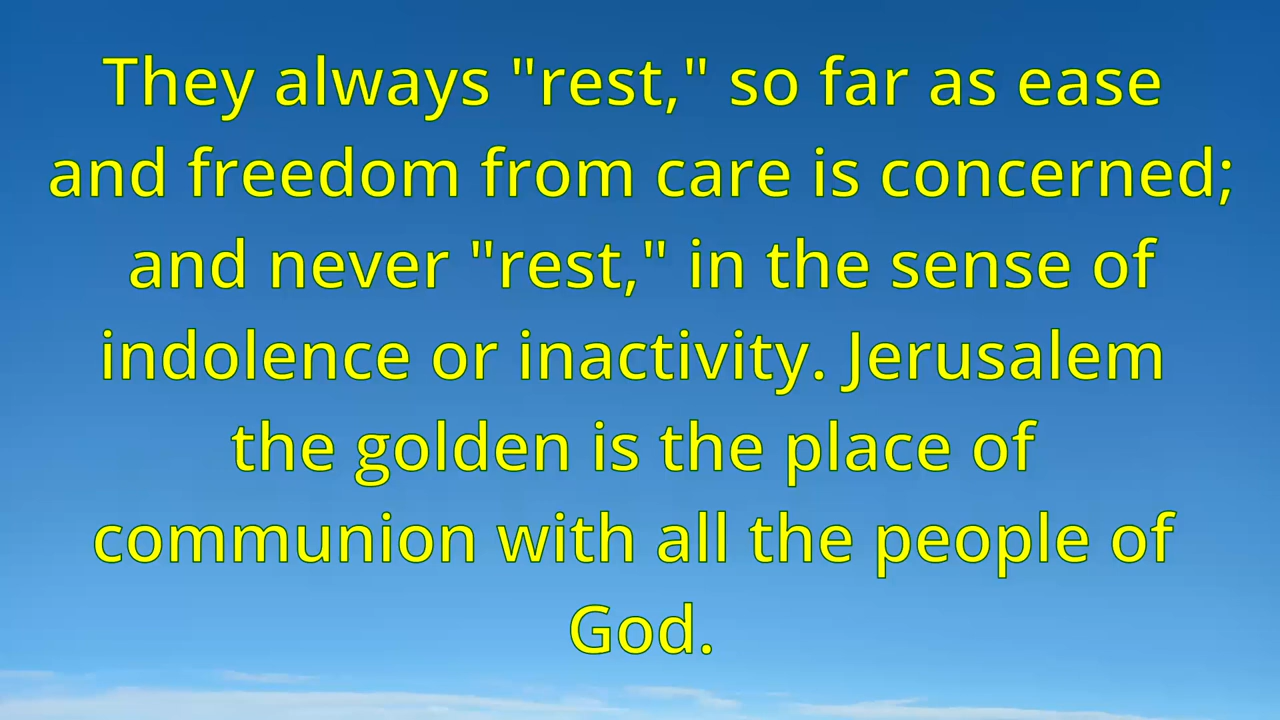 They always "rest," so far as ease
and freedom from care is concerned;
and never "rest," in the sense of
indolence or inactivity. Jerusalem
the golden is the place of
communion with all the people of
God.